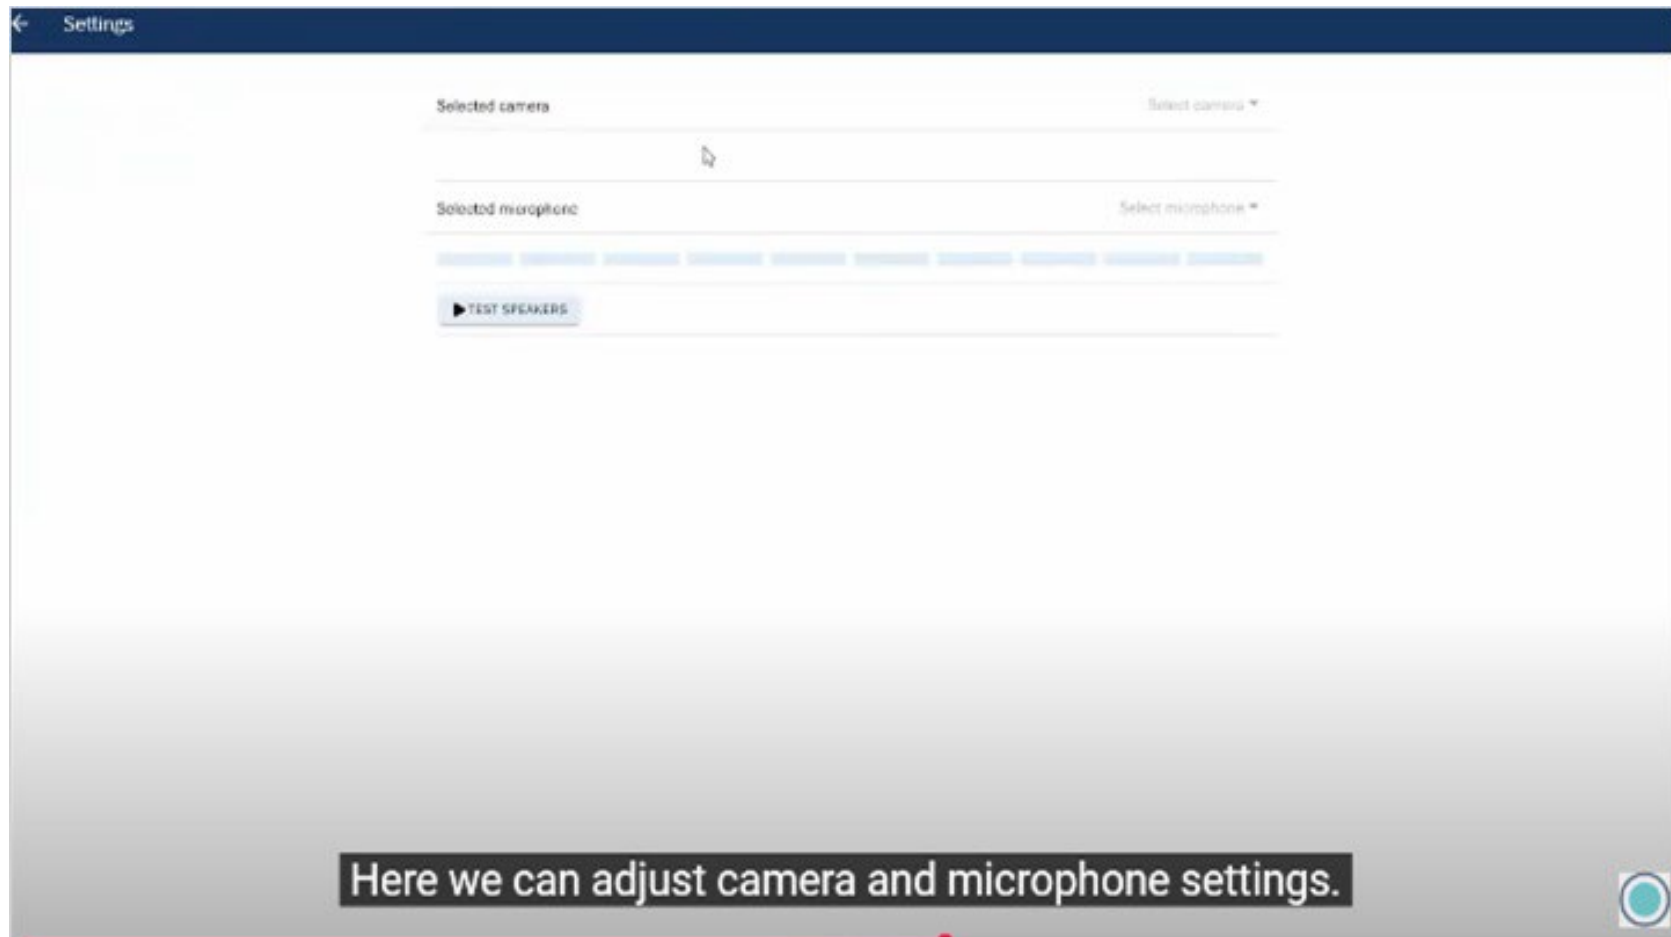 Settings
Selected camera
Select camera
Selected microphone
Select microphone
TEST SPEAKERS
Here we can adjust camera and microphone settings.